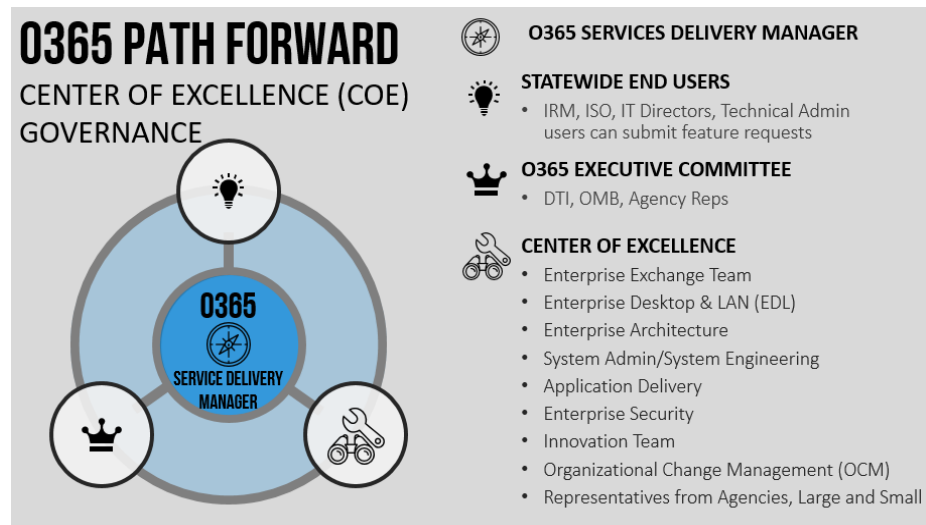 O365 PATH FORWARD
CENTER OF EXCELLENCE (COE)
GOVERNANCE
O365
SERVICE DELIVERY
MANAGER
O365 SERVICES DELIVERY MANAGER
STATEWIDE END USERS
• IRM, ISO, IT Directors, Technical Admin
users can submit feature requests
O365 EXECUTIVE COMMITTEE
• DTI, OMB, Agency Reps
CENTER OF EXCELLENCE
• Enterprise Exchange Team
• Enterprise Desktop & LAN (EDL)
• Enterprise Architecture
• System Admin/System Engineering
• Application Delivery
• Enterprise Security
• Innovation Team
• Organizational Change Management (OCM)
• Representatives from Agencies, Large and Small